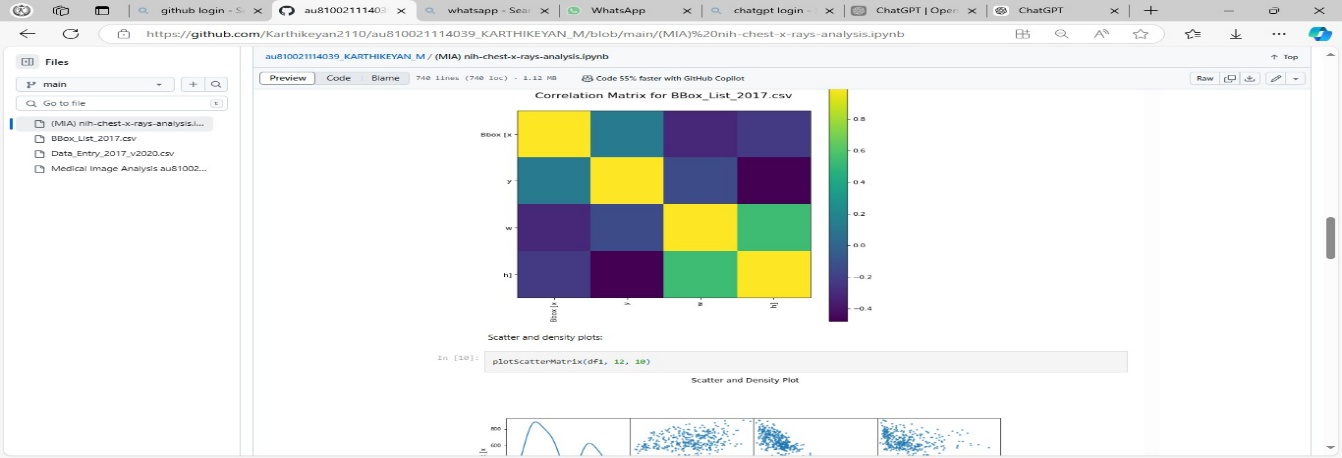 github login - S
au81002111403
whatsapp - Sear
WhatsApp
chatgpt login -
ChatGPT | Open
ChatGPT
https://github.com/Karthikeyan2110/au810021114039_KARTHIKEYAN_M/blob/main/(MIA)%20nih-chest-x-rays-analysis.ipynb
Files
main
Go to file
t
(MIA) nih-chest-x-rays-analysis.i...
BBox_List_2017.csv
Data_Entry_2017_v2020.csv
Medical Image Analysis au81002...
au810021114039_KARTHIKEYAN_M / (MIA) nih-chest-x-rays-analysis.ipynb
Top
Preview Code Blame 740 lines (740 loc) · 1.12 MB Code 55% faster with GitHub Copilot Raw
Correlation Matrix for BBox_List_2017.csv
Bbox [x
y
w
h]
Bbox [x
y
w
h]
0.8
0.6
0.4
0.2
0.0
−0.2
−0.4
Scatter and density plots:
In [10]:
plotScatterMatrix(df1, 12, 10)
Scatter and Density Plot
800
600